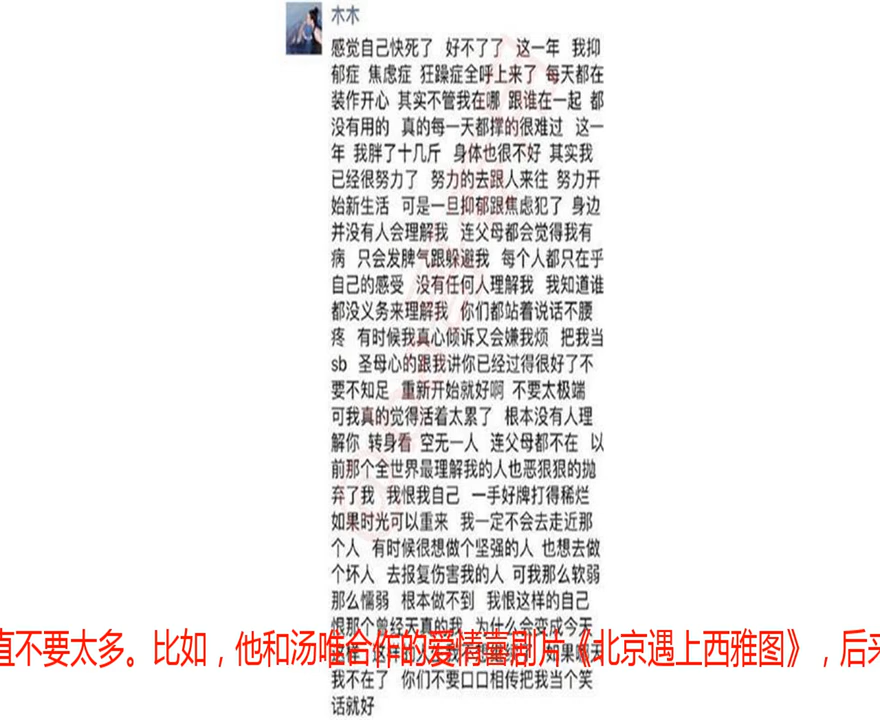 木木
感觉自己快死了 好不了了 这一年 我抑
郁症 焦虑症 狂躁症全呼上来了 每天都在
装作开心 其实不管我在哪 跟谁在一起 都
没有用的 真的每一天都撑的很难过 这一
年 我胖了十几斤 身体也很不好 其实我
已经很努力了 努力的去跟人来往 努力开
始新生活 可是一旦抑郁跟焦虑犯了 身边
并没有人会理解我 连父母都会觉得我有
病 只会发脾气跟躲避我 每个人都只在乎
自己的感受 没有任何人理解我 我知道谁
都没义务来理解我 你们都站着说话不腰
疼 有时候我真心倾诉又会嫌我烦 把我当
sb 圣母心的跟我讲你已经过得很好了不
要不知足 重新开始就好啊 不要太极端
可我真的觉得活着太累了 根本没有人理
解你 转身看 空无一人 连父母都不在 以
前那个全世界最理解我的人也恶狠狠的抛
弃了我 我恨我自己 一手好牌打得稀烂
如果时光可以重来 我一定不会去走近那
个人 有时候很想做个坚强的人 也想去做
个坏人 去报复伤害我的人 可我那么软弱
那么懦弱 根本做不到 我恨这样的自己
恨那个曾经天真的我 为什么会变成今天
直不要太多。比如，他和汤唯合作的爱情喜剧片《北京遇上西雅图》，后来
我不在了 你们不要口口相传把我当个笑
话就好